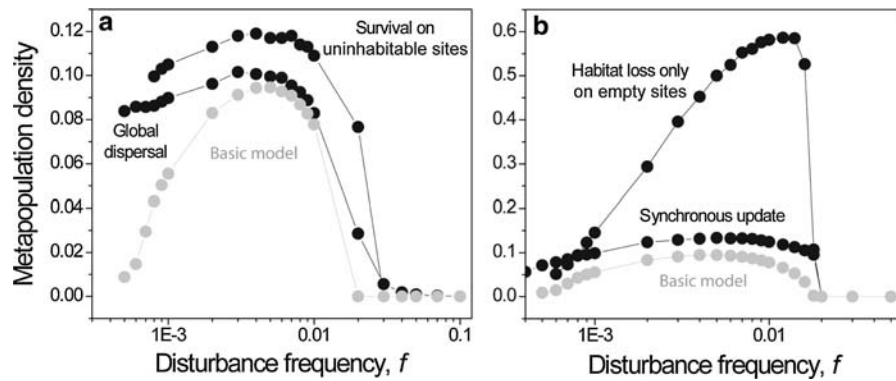 a
Survival on
uninhabitable sites
Global
dispersal
Basic model
Metapopulation density
0.12
0.10
0.08
0.06
0.04
0.02
0.00
1E-3
0.01
0.1
Disturbance frequency, f
b
Habitat loss only
on empty sites
Synchronous update
Basic model
0.6
0.5
0.4
0.3
0.2
0.1
0.0
1E-3
0.01
Disturbance frequency, f